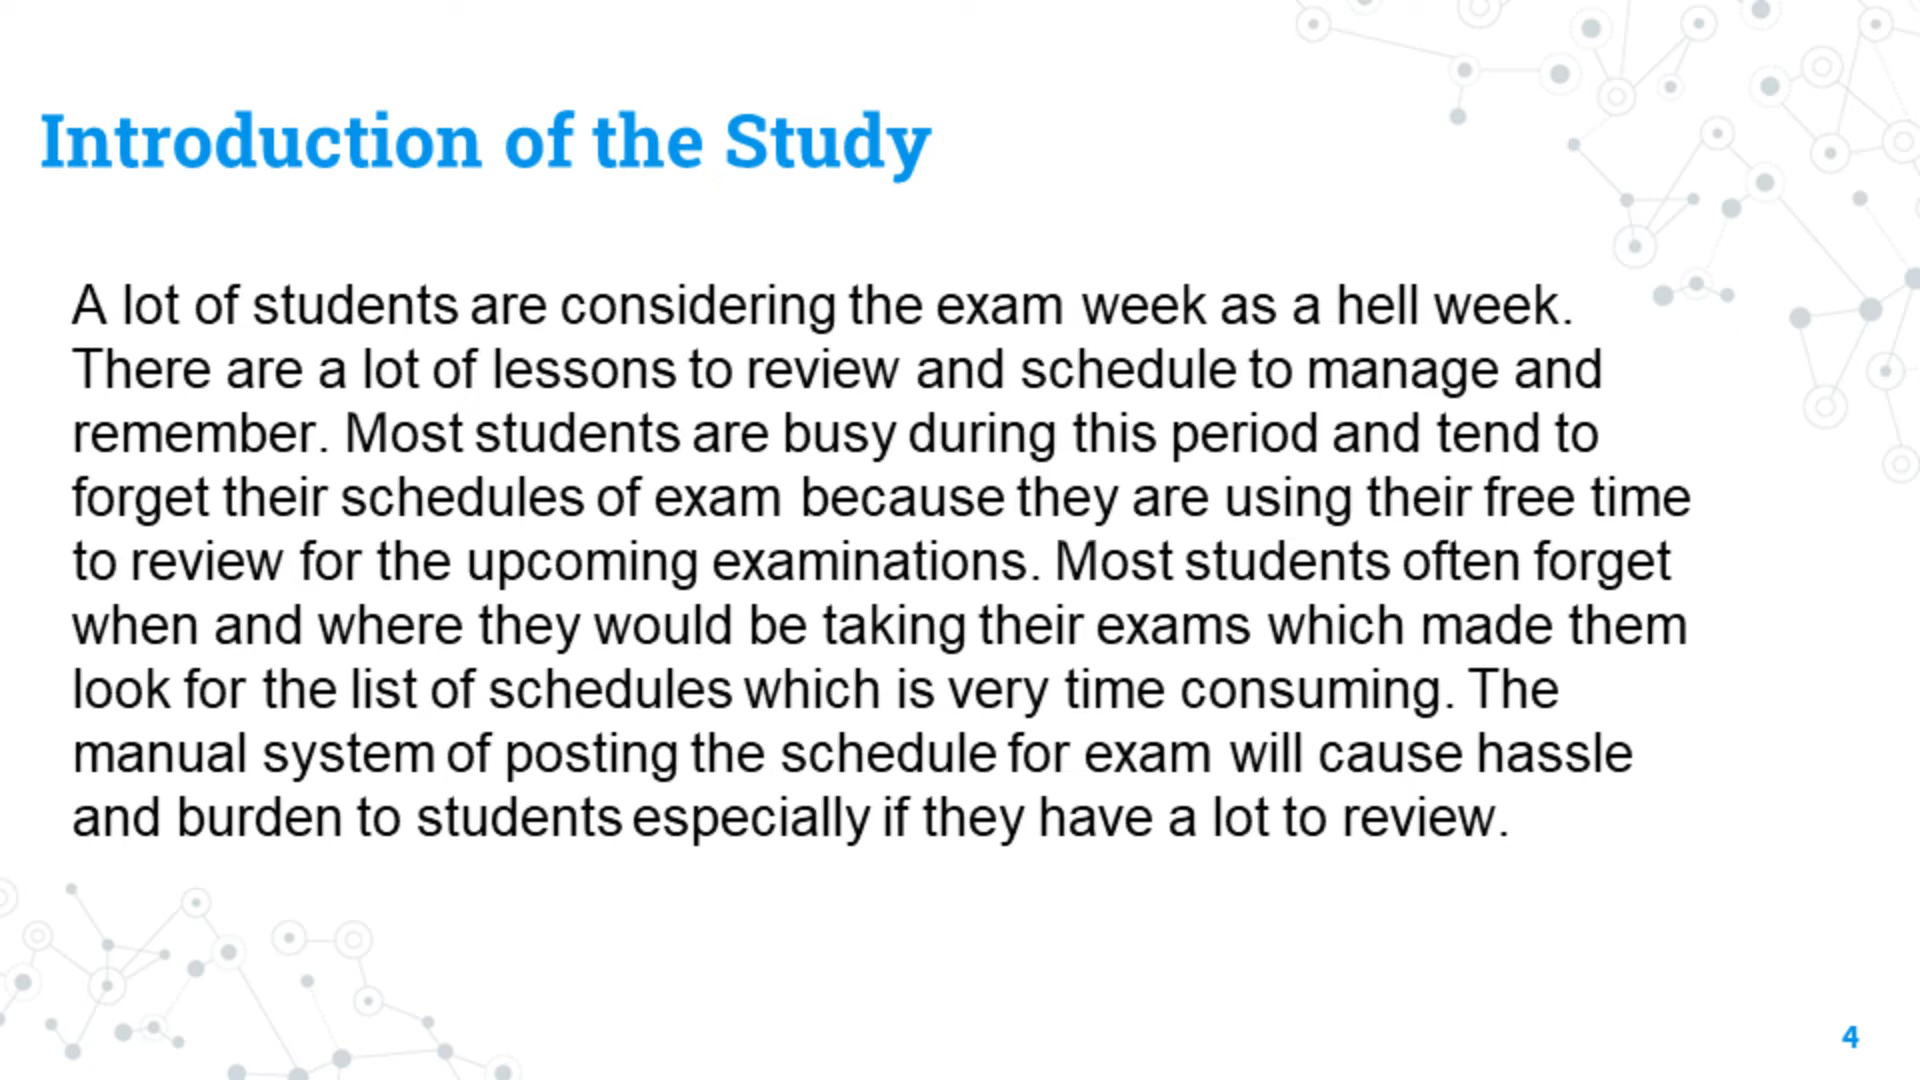 Introduction of the Study
A lot of students are considering the exam week as a hell week.
There are a lot of lessons to review and schedule to manage and
remember. Most students are busy during this period and tend to
forget their schedules of exam because they are using their free time
to review for the upcoming examinations. Most students often forget
when and where they would be taking their exams which made them
look for the list of schedules which is very time consuming. The
manual system of posting the schedule for exam will cause hassle
and burden to students especially if they have a lot to review.
4